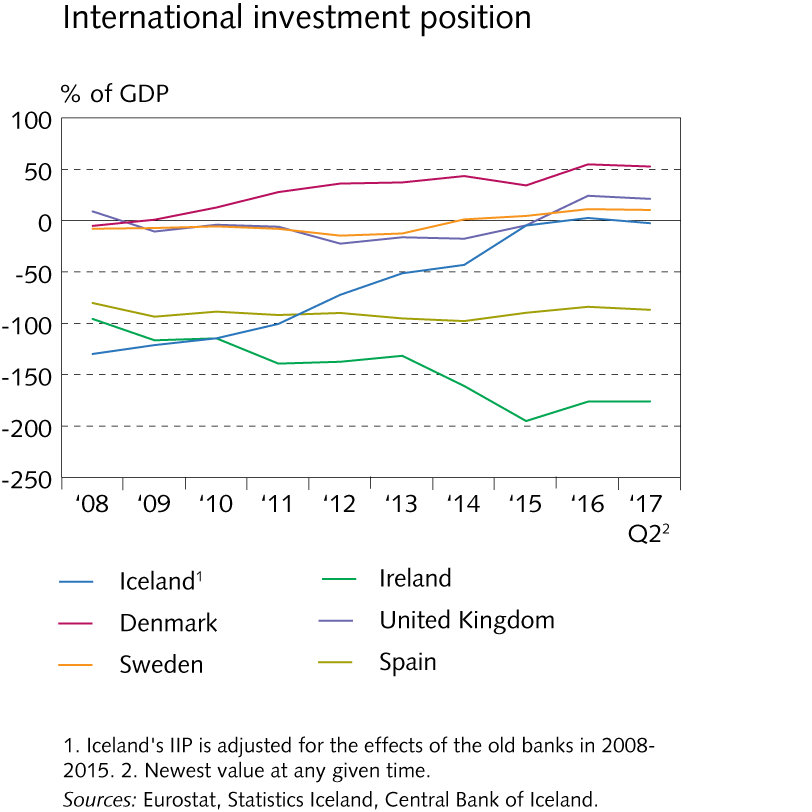 International investment position
% of GDP
100
50
0
-50
-100
-150
-200
-250
‘08 ‘09 ‘10 ‘11 ‘12 ‘13 ‘14 ‘15 ‘16 ‘17
Q2²
Iceland¹
Ireland
Denmark
United Kingdom
Sweden
Spain
1. Iceland's IIP is adjusted for the effects of the old banks in 2008-
2015. 2. Newest value at any given time.
Sources: Eurostat, Statistics Iceland, Central Bank of Iceland.